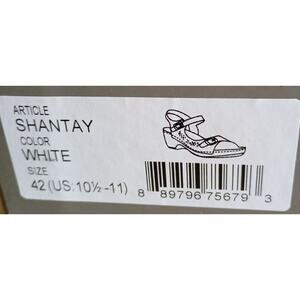 ARTICLE
SHANTAY
COLOR
WHITE
SIZE
42 (US: 10½ -11)
8 89796 75679 3